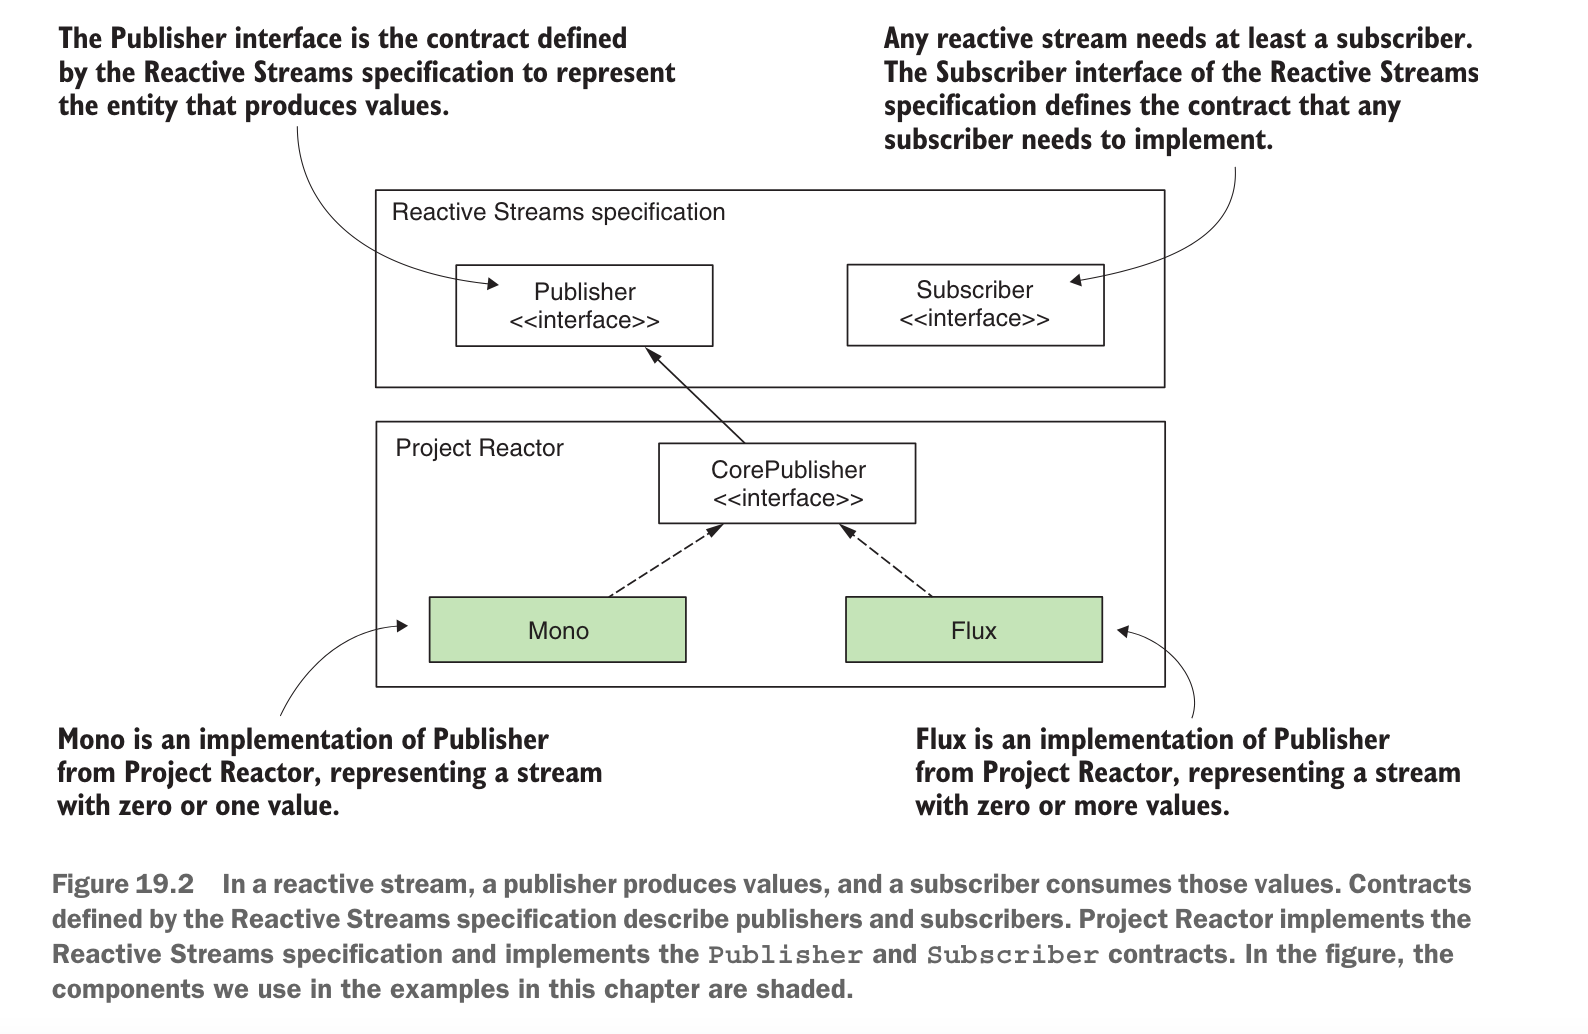 The Publisher interface is the contract defined
by the Reactive Streams specification to represent
the entity that produces values.
Any reactive stream needs at least a subscriber.
The Subscriber interface of the Reactive Streams
specification defines the contract that any
subscriber needs to implement.
Reactive Streams specification
Publisher
<<interface>>
Subscriber
<<interface>>
Project Reactor
CorePublisher
<<interface>>
Mono
Flux
Mono is an implementation of Publisher
from Project Reactor, representing a stream
with zero or one value.
Flux is an implementation of Publisher
from Project Reactor, representing a stream
with zero or more values.
Figure 19.2 In a reactive stream, a publisher produces values, and a subscriber consumes those values. Contracts
defined by the Reactive Streams specification describe publishers and subscribers. Project Reactor implements the
Reactive Streams specification and implements the Publisher and Subscriber contracts. In the figure, the
components we use in the examples in this chapter are shaded.